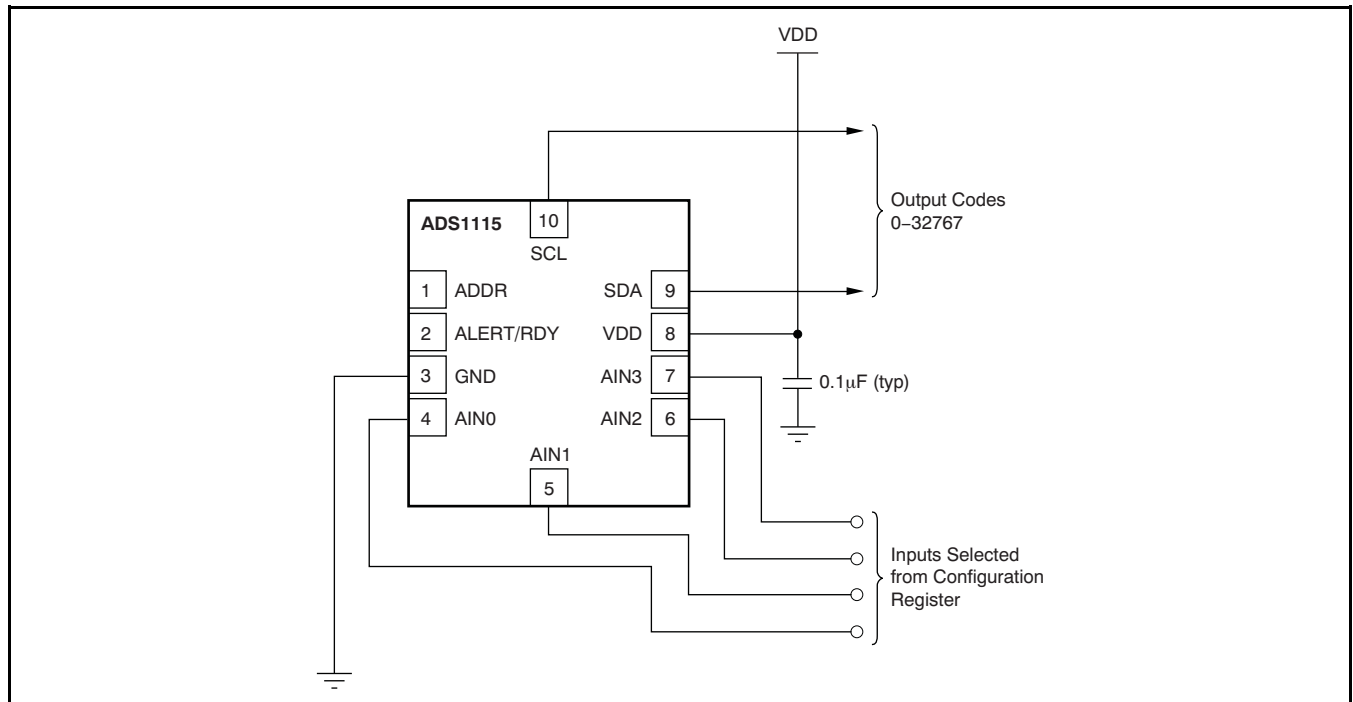 VDD
Output Codes
0–32767
ADS1115
10
SCL
1 ADDR
SDA 9
2 ALERT/RDY
VDD 8
3 GND
AIN3 7
0.1μF (typ)
4 AIN0
AIN2 6
AIN1
5
Inputs Selected
from Configuration
Register